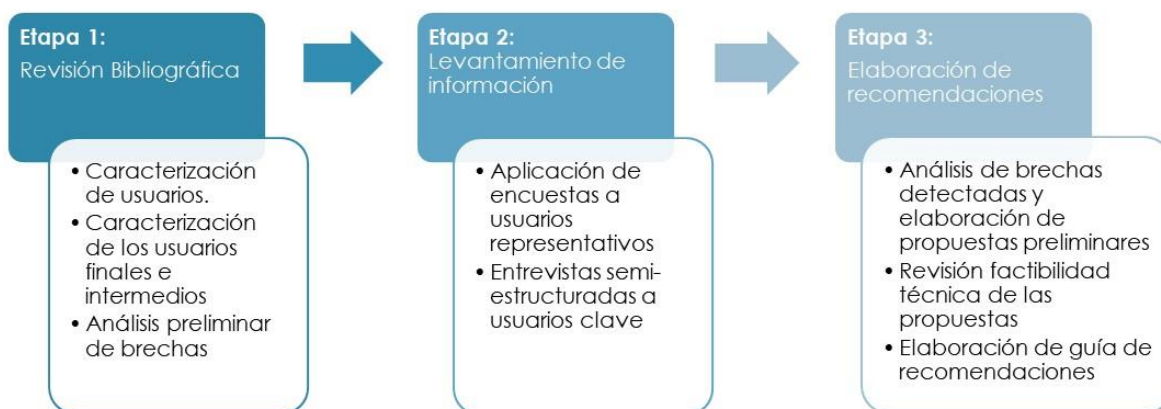 Etapa 1:
Revisión Bibliográfica
• Caracterización
de usuarios.
• Caracterización
de los usuarios
finales e
intermedios
• Análisis preliminar
de brechas
Etapa 2:
Levantamiento de
información
• Aplicación de
encuestas a
usuarios
representativos
• Entrevistas semi-
estructuradas a
usuarios clave
Etapa 3:
Elaboración de
recomendaciones
• Análisis de brechas
detectadas y
elaboración de
propuestas preliminares
• Revisión factibilidad
técnica de las
propuestas
• Elaboración de guía de
recomendaciones